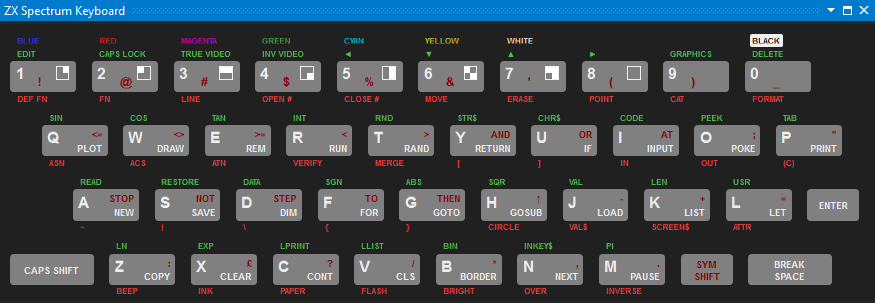 ZX Spectrum Keyboard
BLUE RED MAGENTA GREEN CYAN YELLOW WHITE BLACK
EDIT CAPS LOCK TRUE VIDEO INV VIDEO ◄ ▼ ▲ ► GRAPHICS DELETE
1 ! 2 @ 3 # 4 $ 5 % 6 & 7 ' 8 ( 9 ) 0 _
DEF FN FN LINE OPEN # CLOSE # MOVE ERASE POINT CAT FORMAT
SIN COS TAN INT RND STR$ CHR$ CODE PEEK TAB
Q <= W <> E >= R < T > Y AND U OR I AT O ; P "
PLOT DRAW REM RUN RAND RETURN IF INPUT POKE PRINT
ASN ACS ATN VERIFY MERGE [ ] IN OUT (C)
READ RESTORE DATA SGN ABS SQR VAL LEN USR
A STOP S NOT D STEP F TO G THEN H ↑ J - K + L =
NEW SAVE DIM FOR GOTO GOSUB LOAD LIST LET ENTER
~ | \ { } CIRCLE VAL$ SCREEN$ ATTR
LN EXP LPRINT LLIST BIN INKEY$ PI
CAPS SHIFT Z : X £ C ? V / B * N , M . SYM SHIFT BREAK SPACE
COPY CLEAR CONT CLS BORDER NEXT PAUSE
BEEP INK PAPER FLASH BRIGHT OVER INVERSE